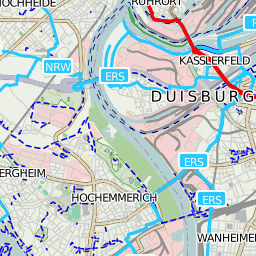 RUHRORT
HOCHHEIDE
KASSLERFELD
NRW
ERS
DUISBURG
ERS
ERGHEIM
HOCHEMMERICH
ERS
WANHEIMER